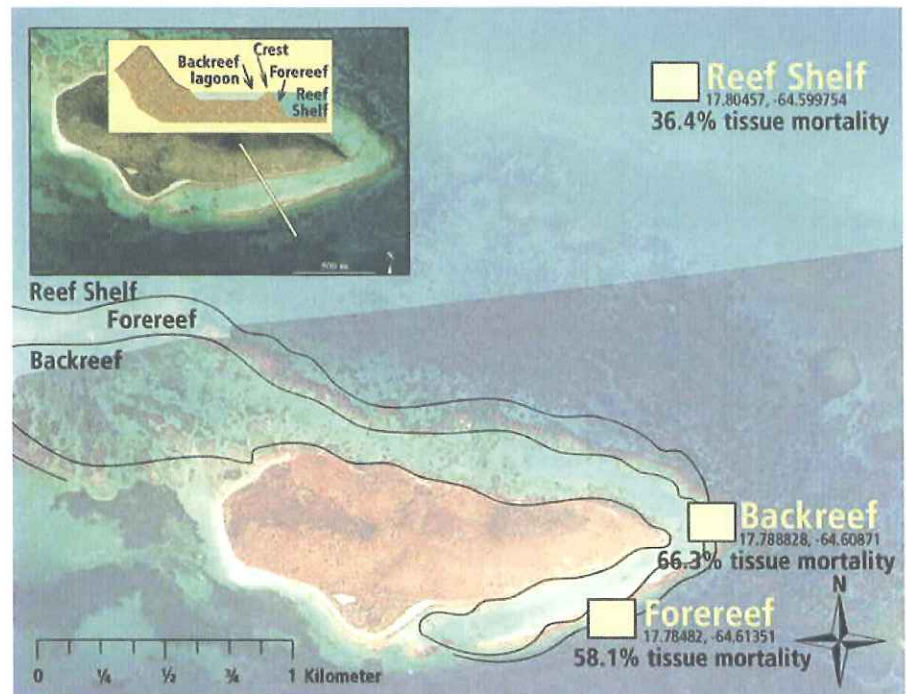 Backreef
lagoon
Crest
Forereef
Reef
Shelf
Reef Shelf
17.80457, -64.599754
36.4% tissue mortality
Reef Shelf
Forereef
Backreef
Backreef
17.788828, -64.60871
66.3% tissue mortality
Forereef
17.78482, -64.61351
58.1% tissue mortality
N
0 ¼ ½ ¾ 1 Kilometer